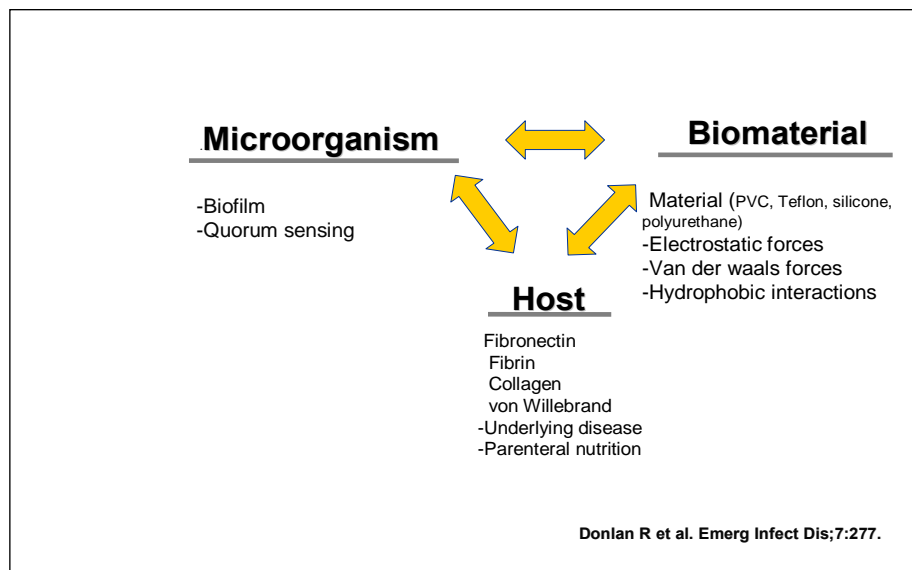 Microorganism
-Biofilm
-Quorum sensing
Biomaterial
Material (PVC, Teflon, silicone,
polyurethane)
-Electrostatic forces
-Van der waals forces
-Hydrophobic interactions
Host
Fibronectin
Fibrin
Collagen
von Willebrand
-Underlying disease
-Parenteral nutrition
Donlan R et al. Emerg Infect Dis;7:277.